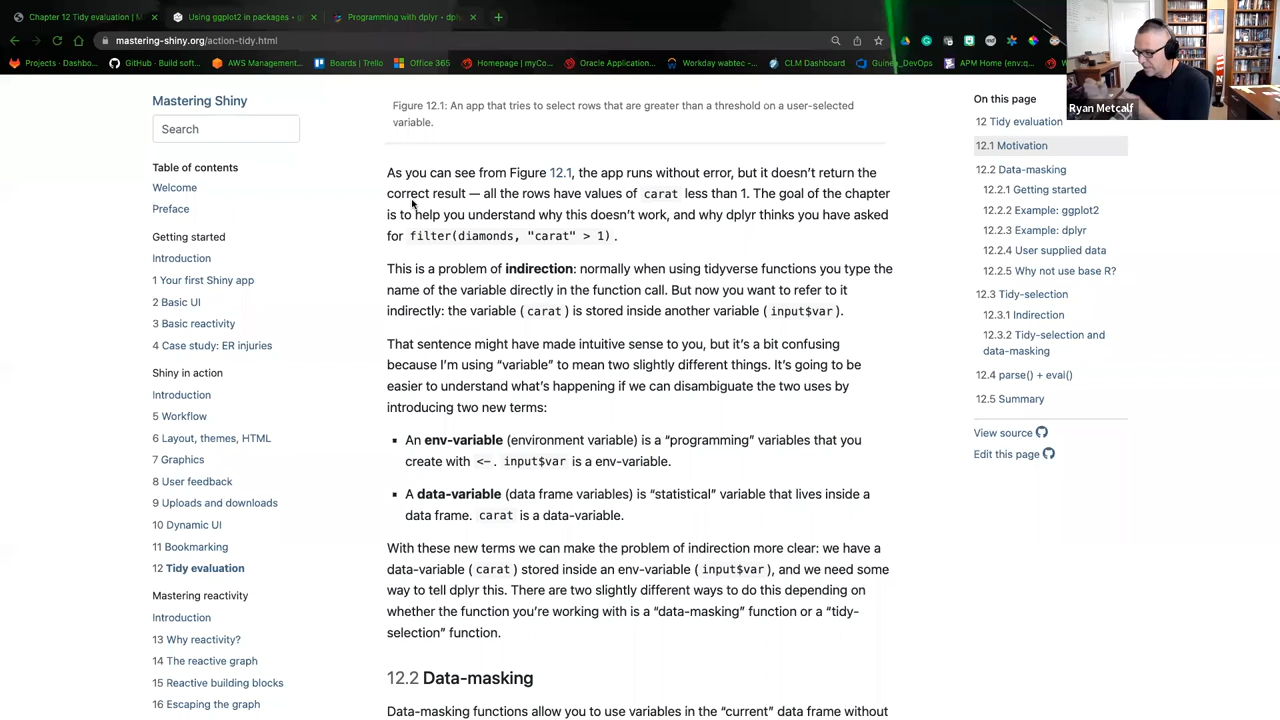 Chapter 12 Tidy evaluation |
Using ggplot2 in packages •
Programming with dplyr • dpl
mastering-shiny.org/action-tidy.html
Projects - Dashbo...
GitHub · Build soft...
AWS Management...
Boards | Trello
Office 365
Homepage | myCo...
Oracle Application...
Workday wabtec -...
CLM Dashboard
Guinea_DevOps
APM Home (env:q...
Ryan Metcalf
Mastering Shiny
Search
Table of contents
Welcome
Preface
Getting started
Introduction
1 Your first Shiny app
2 Basic UI
3 Basic reactivity
4 Case study: ER injuries
Shiny in action
Introduction
5 Workflow
6 Layout, themes, HTML
7 Graphics
8 User feedback
9 Uploads and downloads
10 Dynamic UI
11 Bookmarking
12 Tidy evaluation
Mastering reactivity
Introduction
13 Why reactivity?
14 The reactive graph
15 Reactive building blocks
16 Escaping the graph
Figure 12.1: An app that tries to select rows that are greater than a threshold on a user-selected
variable.
As you can see from Figure 12.1, the app runs without error, but it doesn't return the
correct result — all the rows have values of carat less than 1. The goal of the chapter
is to help you understand why this doesn't work, and why dplyr thinks you have asked
for filter(diamonds, "carat" > 1).
This is a problem of indirection: normally when using tidyverse functions you type the
name of the variable directly in the function call. But now you want to refer to it
indirectly: the variable (carat) is stored inside another variable (input$var).
That sentence might have made intuitive sense to you, but it's a bit confusing
because I'm using "variable" to mean two slightly different things. It's going to be
easier to understand what's happening if we can disambiguate the two uses by
introducing two new terms:
▪ An env-variable (environment variable) is a "programming" variables that you
create with <-. input$var is a env-variable.
▪ A data-variable (data frame variables) is "statistical" variable that lives inside a
data frame. carat is a data-variable.
With these new terms we can make the problem of indirection more clear: we have a
data-variable (carat) stored inside an env-variable (input$var), and we need some
way to tell dplyr this. There are two slightly different ways to do this depending on
whether the function you're working with is a "data-masking" function or a "tidy-
selection" function.
12.2 Data-masking
Data-masking functions allow you to use variables in the "current" data frame without
On this page
12 Tidy evaluation
12.1 Motivation
12.2 Data-masking
12.2.1 Getting started
12.2.2 Example: ggplot2
12.2.3 Example: dplyr
12.2.4 User supplied data
12.2.5 Why not use base R?
12.3 Tidy-selection
12.3.1 Indirection
12.3.2 Tidy-selection and
data-masking
12.4 parse() + eval()
12.5 Summary
View source
Edit this page